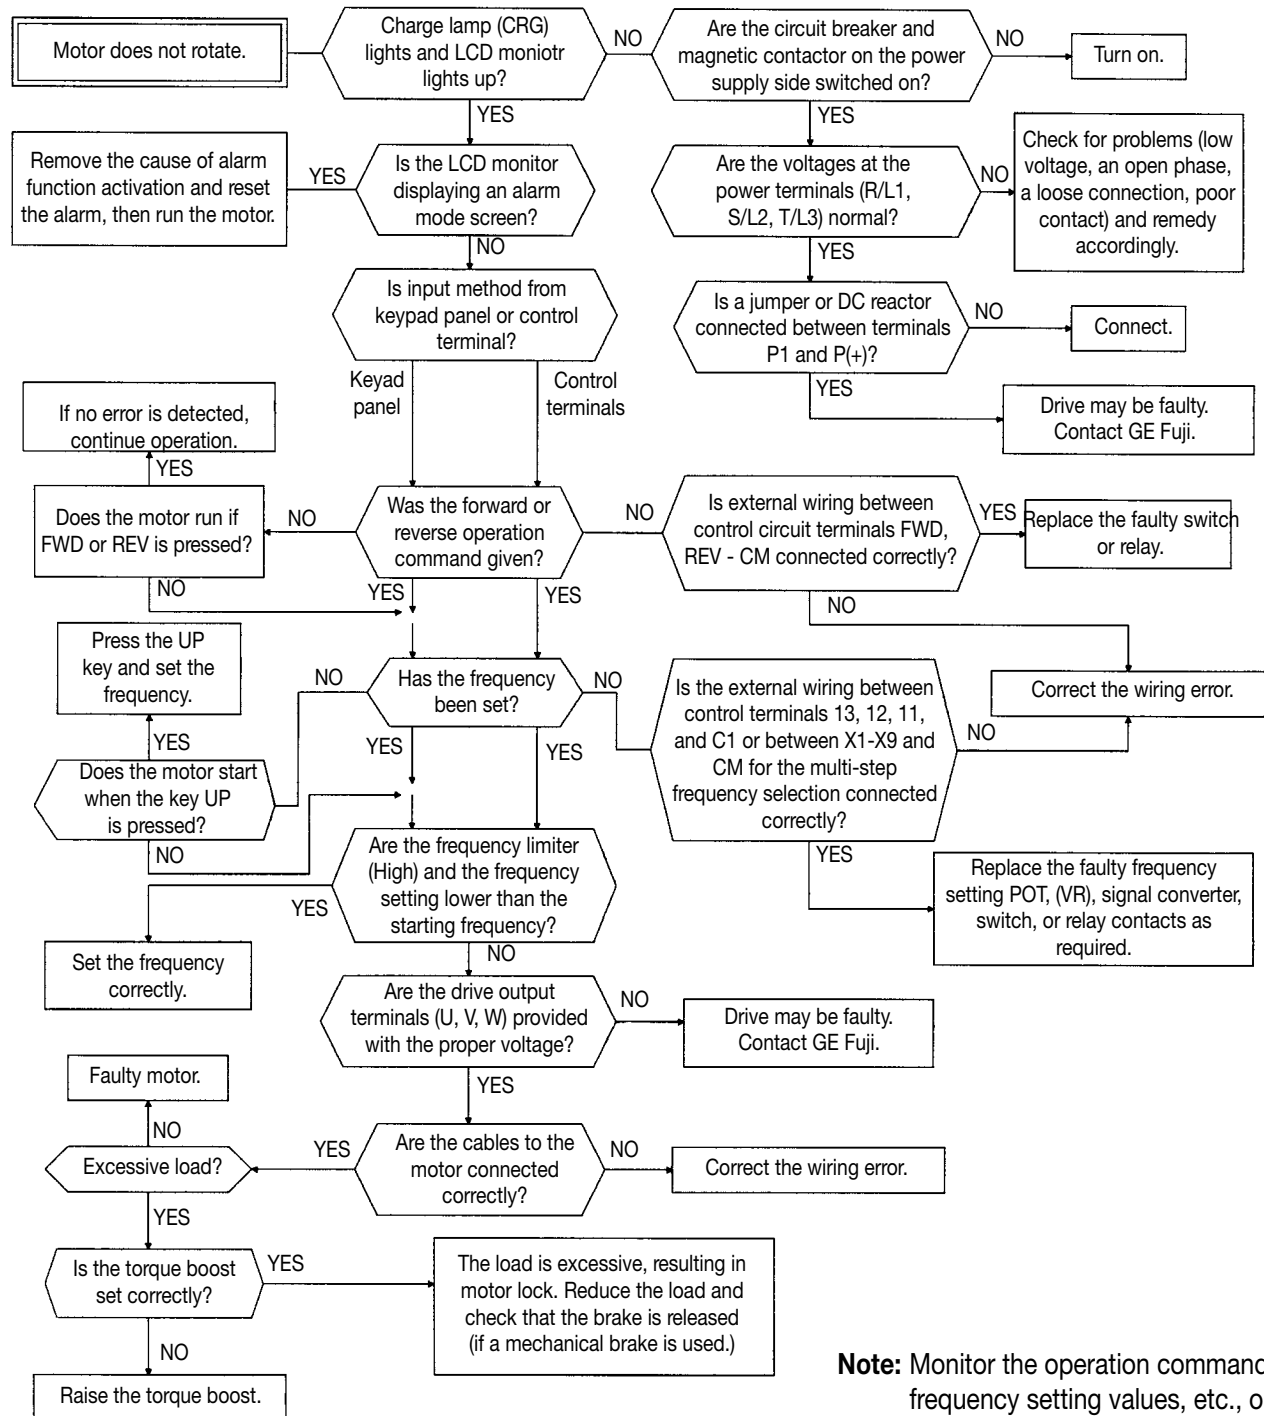 Motor does not rotate.
Charge lamp (CRG)
lights and LCD moniotr
lights up?
NO
Are the circuit breaker and
magnetic contactor on the power
supply side switched on?
NO
Turn on.
YES
YES
Remove the cause of alarm
function activation and reset
the alarm, then run the motor.
YES
Is the LCD monitor
displaying an alarm
mode screen?
Are the voltages at the
power terminals (R/L1,
S/L2, T/L3) normal?
NO
Check for problems (low
voltage, an open phase,
a loose connection, poor
contact) and remedy
accordingly.
NO
YES
Is input method from
keypad panel or control
terminal?
Is a jumper or DC reactor
connected between terminals
P1 and P(+)?
NO
Connect.
Keyad
panel
Control
terminals
YES
Drive may be faulty.
Contact GE Fuji.
If no error is detected,
continue operation.
YES
Does the motor run if
FWD or REV is pressed?
NO
Was the forward or
reverse operation
command given?
NO
Is external wiring between
control circuit terminals FWD,
REV - CM connected correctly?
YES
Replace the faulty switch
or relay.
NO
YES
YES
NO
Press the UP
key and set the
frequency.
NO
Has the frequency
been set?
NO
Is the external wiring between
control terminals 13, 12, 11,
and C1 or between X1-X9 and
CM for the multi-step
frequency selection connected
correctly?
NO
Correct the wiring error.
YES
YES
YES
Does the motor start
when the key UP
is pressed?
NO
Are the frequency limiter
(High) and the frequency
setting lower than the
starting frequency?
YES
YES
Replace the faulty frequency
setting POT, (VR), signal converter,
switch, or relay contacts as
required.
Set the frequency
correctly.
NO
Are the drive output
terminals (U, V, W) provided
with the proper voltage?
NO
Drive may be faulty.
Contact GE Fuji.
Faulty motor.
YES
NO
Excessive load?
YES
Are the cables to the
motor connected
correctly?
NO
Correct the wiring error.
YES
Is the torque boost
set correctly?
YES
The load is excessive, resulting in
motor lock. Reduce the load and
check that the brake is released
(if a mechanical brake is used.)
NO
Raise the torque boost.
Note: Monitor the operation command
frequency setting values, etc., o